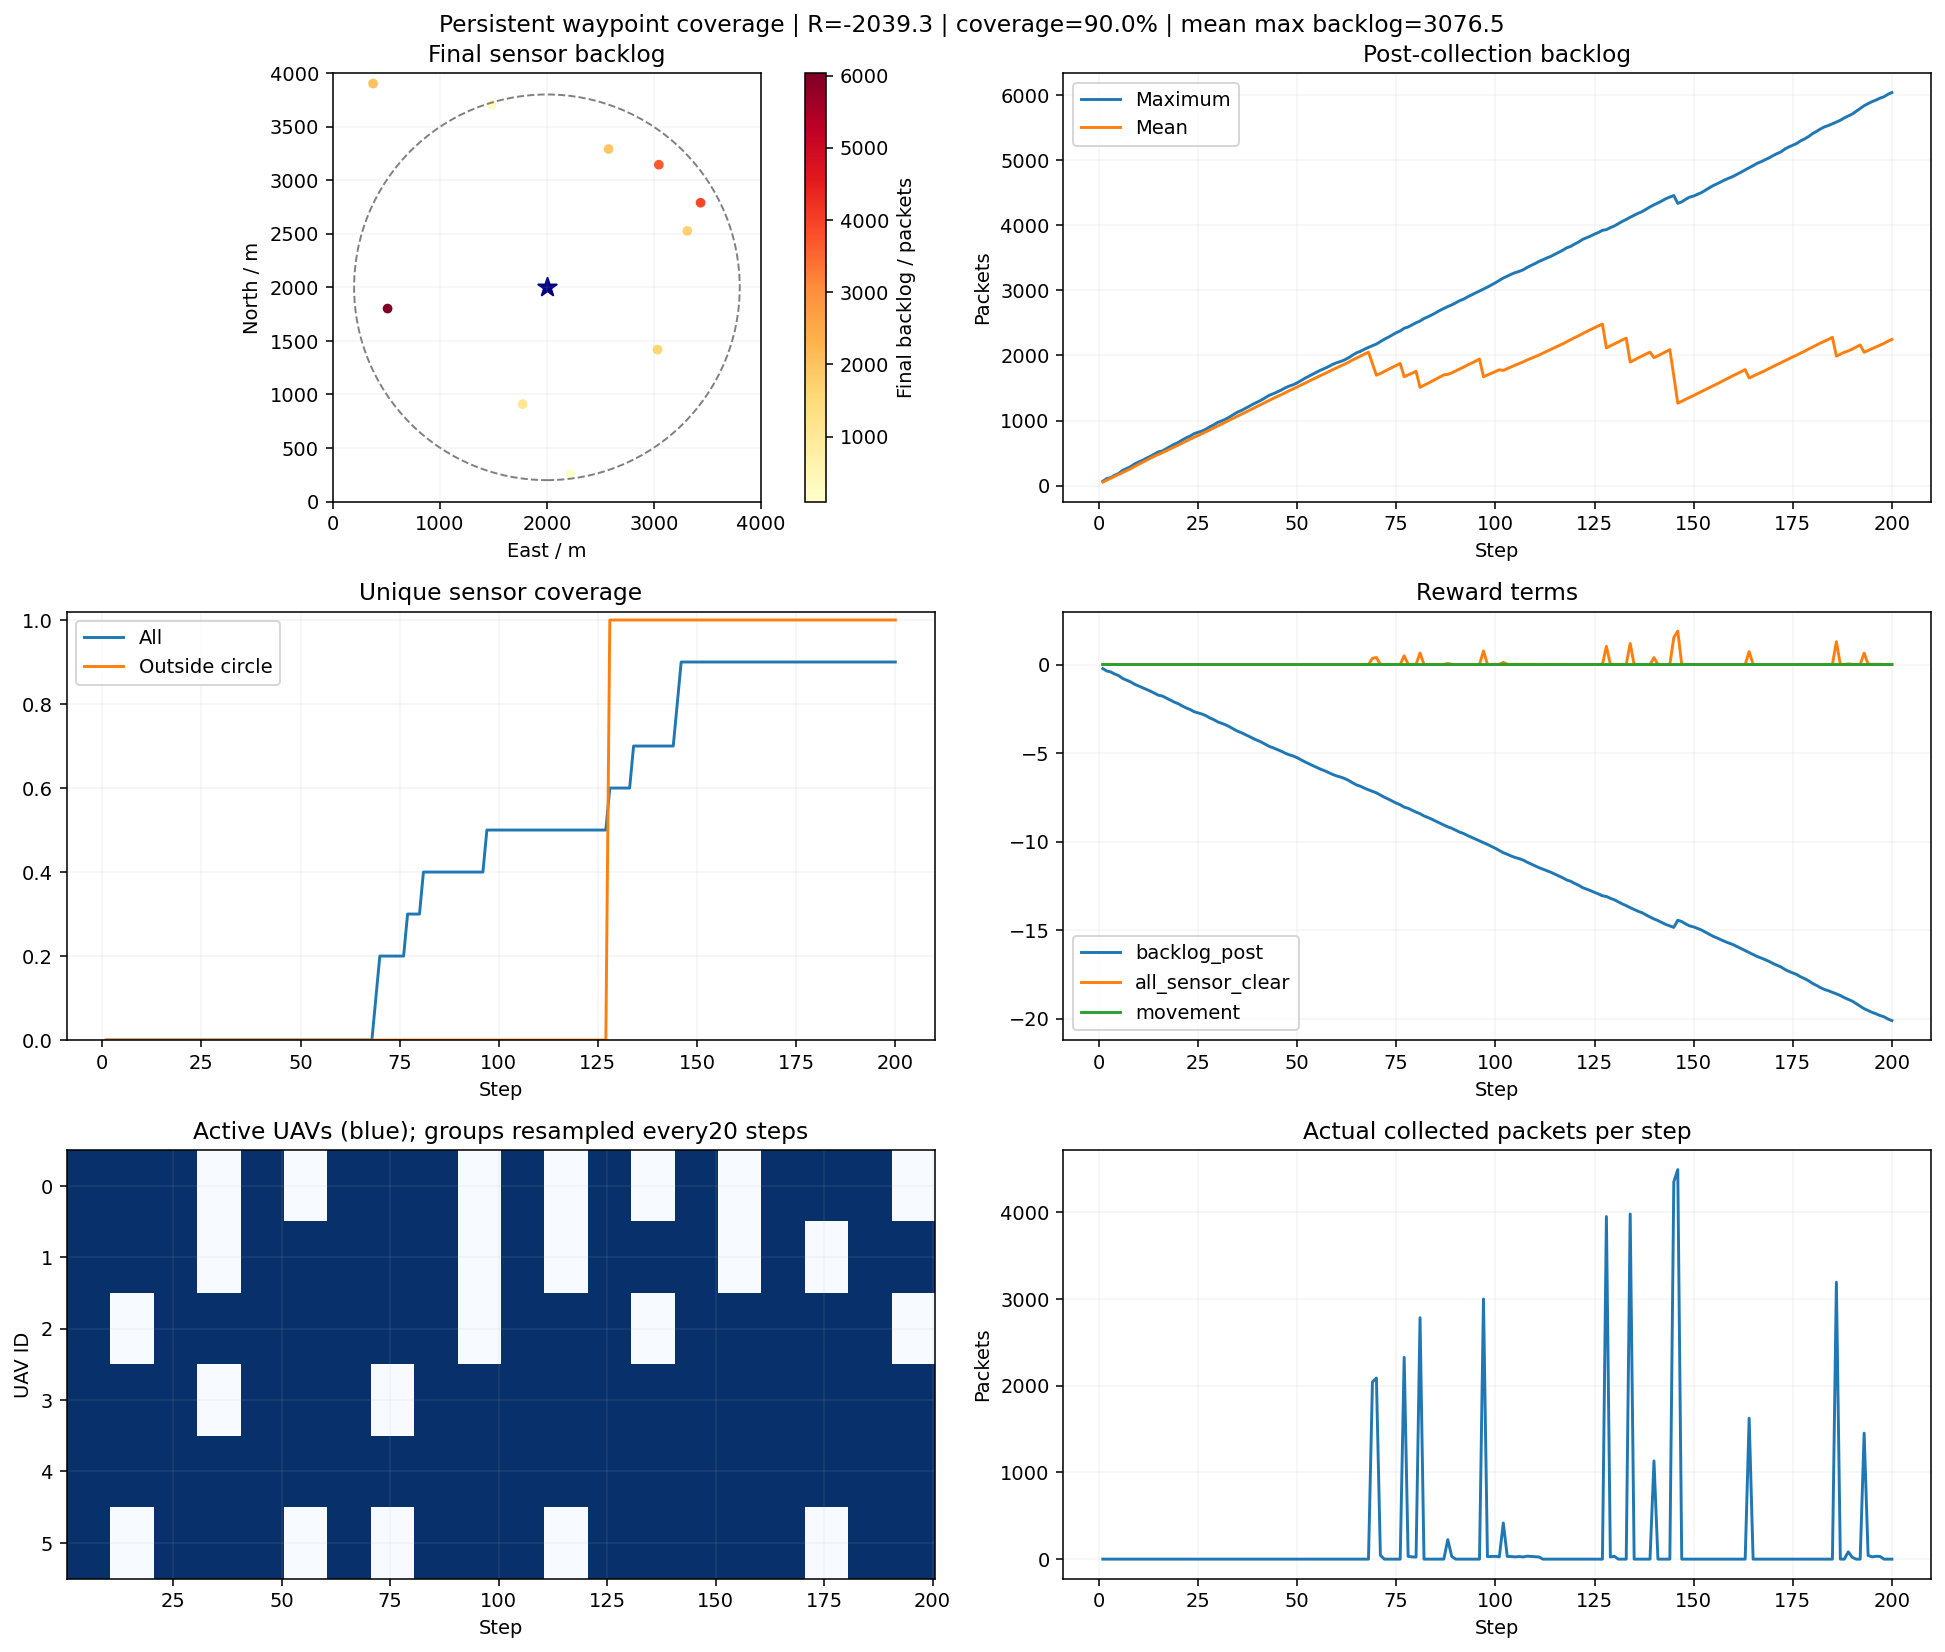 Persistent waypoint coverage | R=-2039.3 | coverage=90.0% | mean max backlog=3076.5
Final sensor backlog
4000
3500
3000
2500
2000
1500
1000
500
0
North / m
0 1000 2000 3000 4000
East / m
6000
5000
4000
3000
2000
1000
Final backlog / packets
Post-collection backlog
Maximum
Mean
6000
5000
4000
3000
2000
1000
0
Packets
0 25 50 75 100 125 150 175 200
Step
Unique sensor coverage
All
Outside circle
1.0
0.8
0.6
0.4
0.2
0.0
0 25 50 75 100 125 150 175 200
Step
Reward terms
0
−5
−10
−15
−20
backlog_post
all_sensor_clear
movement
0 25 50 75 100 125 150 175 200
Step
Active UAVs (blue); groups resampled every20 steps
0
1
2
3
4
5
UAV ID
25 50 75 100 125 150 175 200
Step
Actual collected packets per step
4000
3000
2000
1000
0
Packets
0 25 50 75 100 125 150 175 200
Step